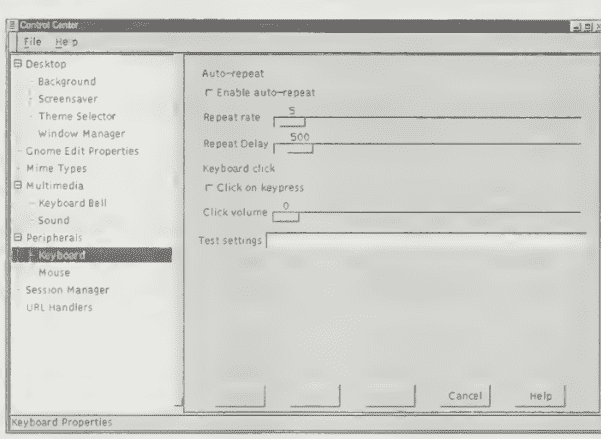 Control Center
File Help
Desktop
Background
Screensaver
Theme Selector
Window Manager
Gnome Edit Properties
Mime Types
Multimedia
Keyboard Bell
Sound
Peripherals
Keyboard
Mouse
Session Manager
URL Handlers
Auto-repeat
Enable auto-repeat
Repeat rate 5
Repeat Delay 500
Keyboard click
Click on keypress
Click volume 0
Test settings
Cancel Help
Keyboard Properties